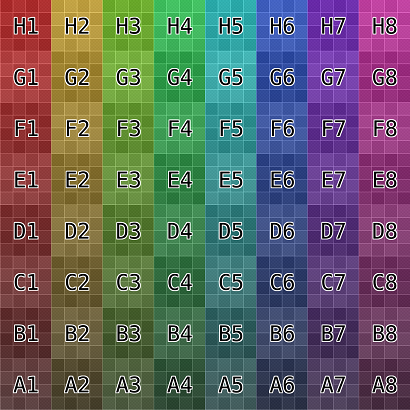 H1 H2 H3 H4 H5 H6 H7 H8
G1 G2 G3 G4 G5 G6 G7 G8
F1 F2 F3 F4 F5 F6 F7 F8
E1 E2 E3 E4 E5 E6 E7 E8
D1 D2 D3 D4 D5 D6 D7 D8
C1 C2 C3 C4 C5 C6 C7 C8
B1 B2 B3 B4 B5 B6 B7 B8
A1 A2 A3 A4 A5 A6 A7 A8